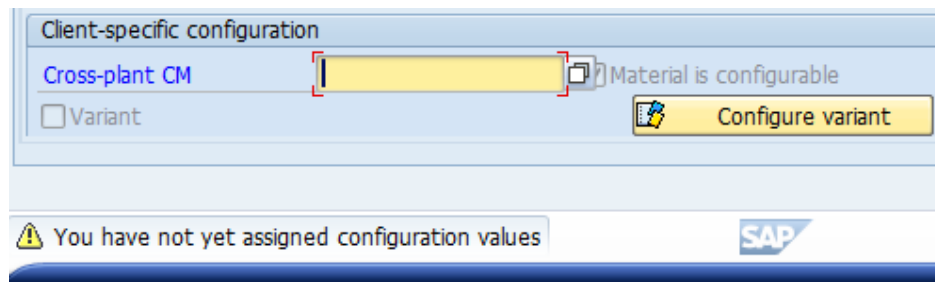 Client-specific configuration
Cross-plant CM
Material is configurable
Variant
Configure variant
You have not yet assigned configuration values
SAP